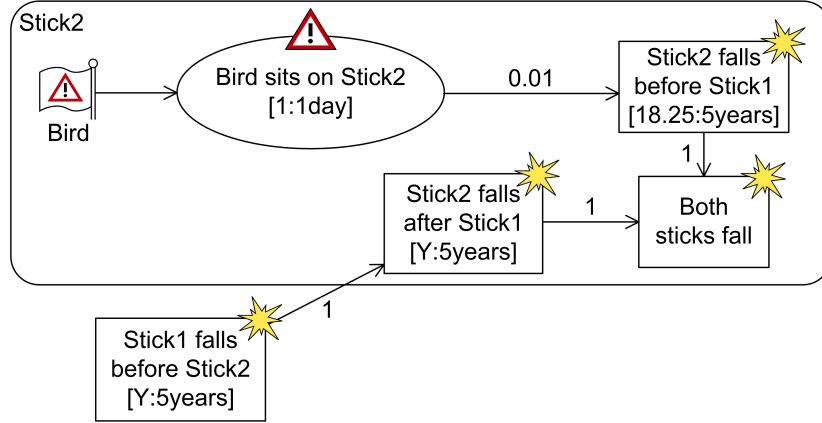 Stick2
Bird
Bird sits on Stick2
[1:1day]
0.01
Stick2 falls
before Stick1
[18.25:5years]
1
Stick2 falls
after Stick1
[Y:5years]
1
Both
sticks fall
1
Stick1 falls
before Stick2
[Y:5years]